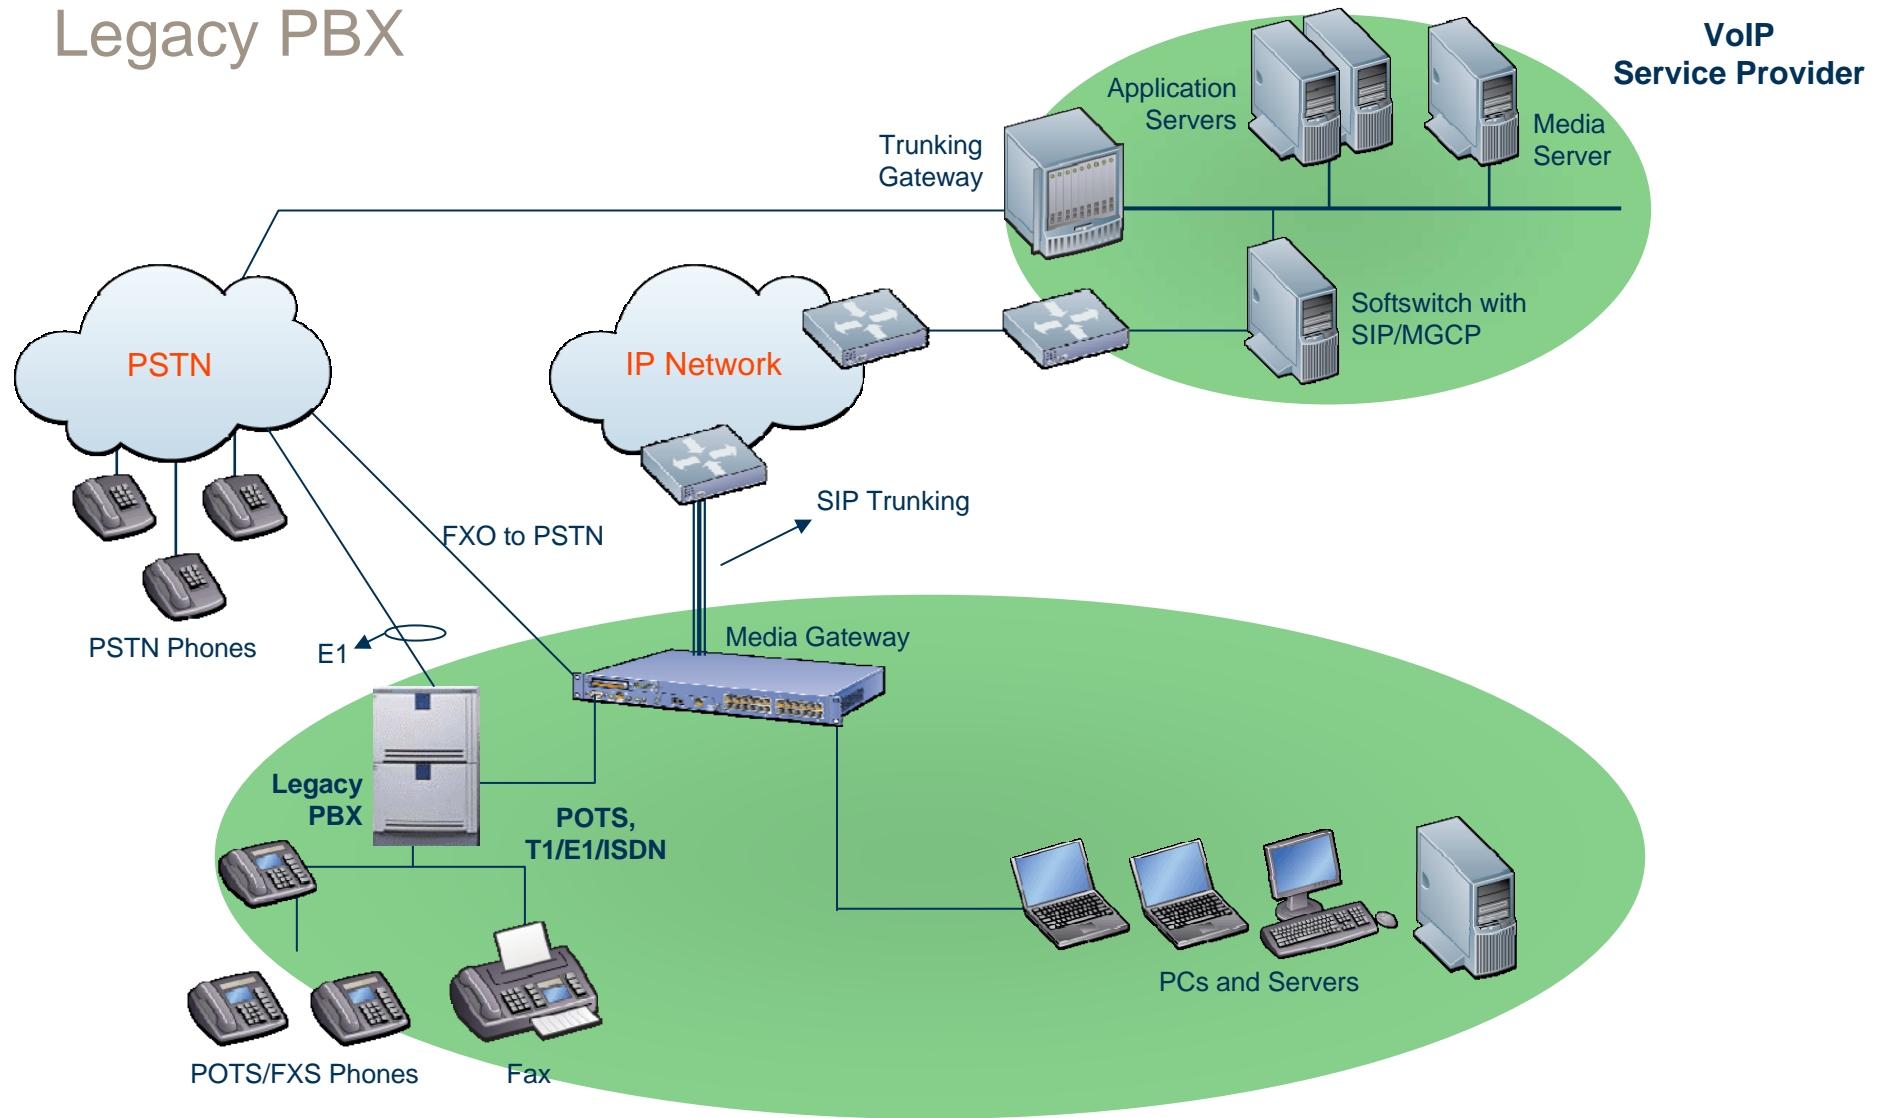 Legacy PBX
VoIP
Service Provider
Application
Servers
Media
Server
Trunking
Gateway
Softswitch with
SIP/MGCP
PSTN
IP Network
SIP Trunking
FXO to PSTN
PSTN Phones
E1
Media Gateway
Legacy
PBX
POTS,
T1/E1/ISDN
PCs and Servers
POTS/FXS Phones
Fax